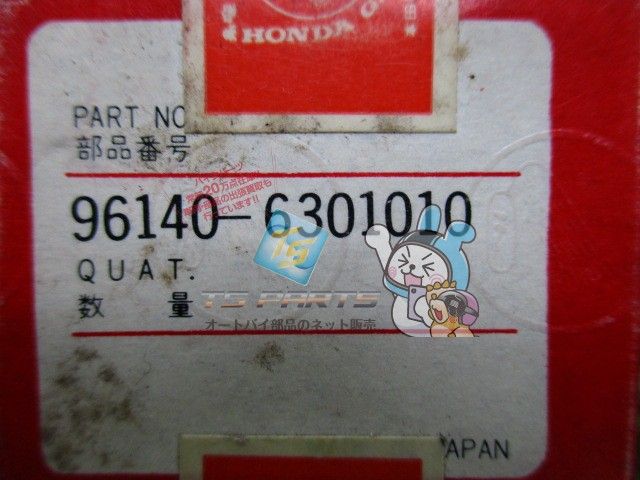 HONDA
PART NO
部品番号
96140-6301010
QUAT.
数 量
TS PARTS
オートバイ部品のネット販売
JAPAN